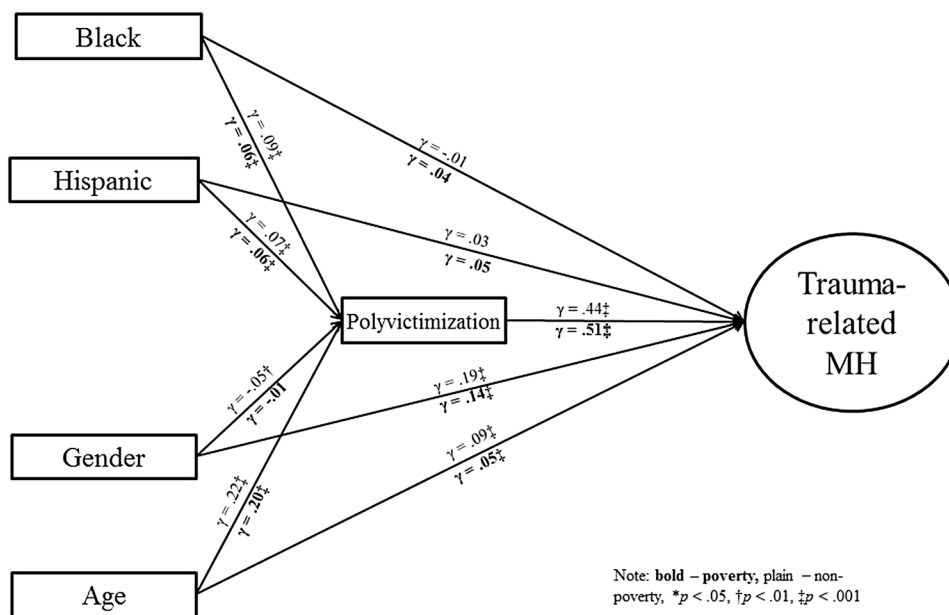 Black
γ = .09‡
γ = .06‡
γ = -.01
γ = .04
Hispanic
γ = .07‡
γ = .06‡
γ = .03
γ = .05
Polyvictimization
γ = .44‡
γ = .51‡
Trauma-
related
MH
γ = -.05†
γ = -.01
γ = .19‡
γ = .14‡
Gender
γ = .22‡
γ = .20‡
γ = .09‡
γ = .05‡
Age
Note: bold – poverty, plain – non-
poverty, *p < .05, †p < .01, ‡p < .001